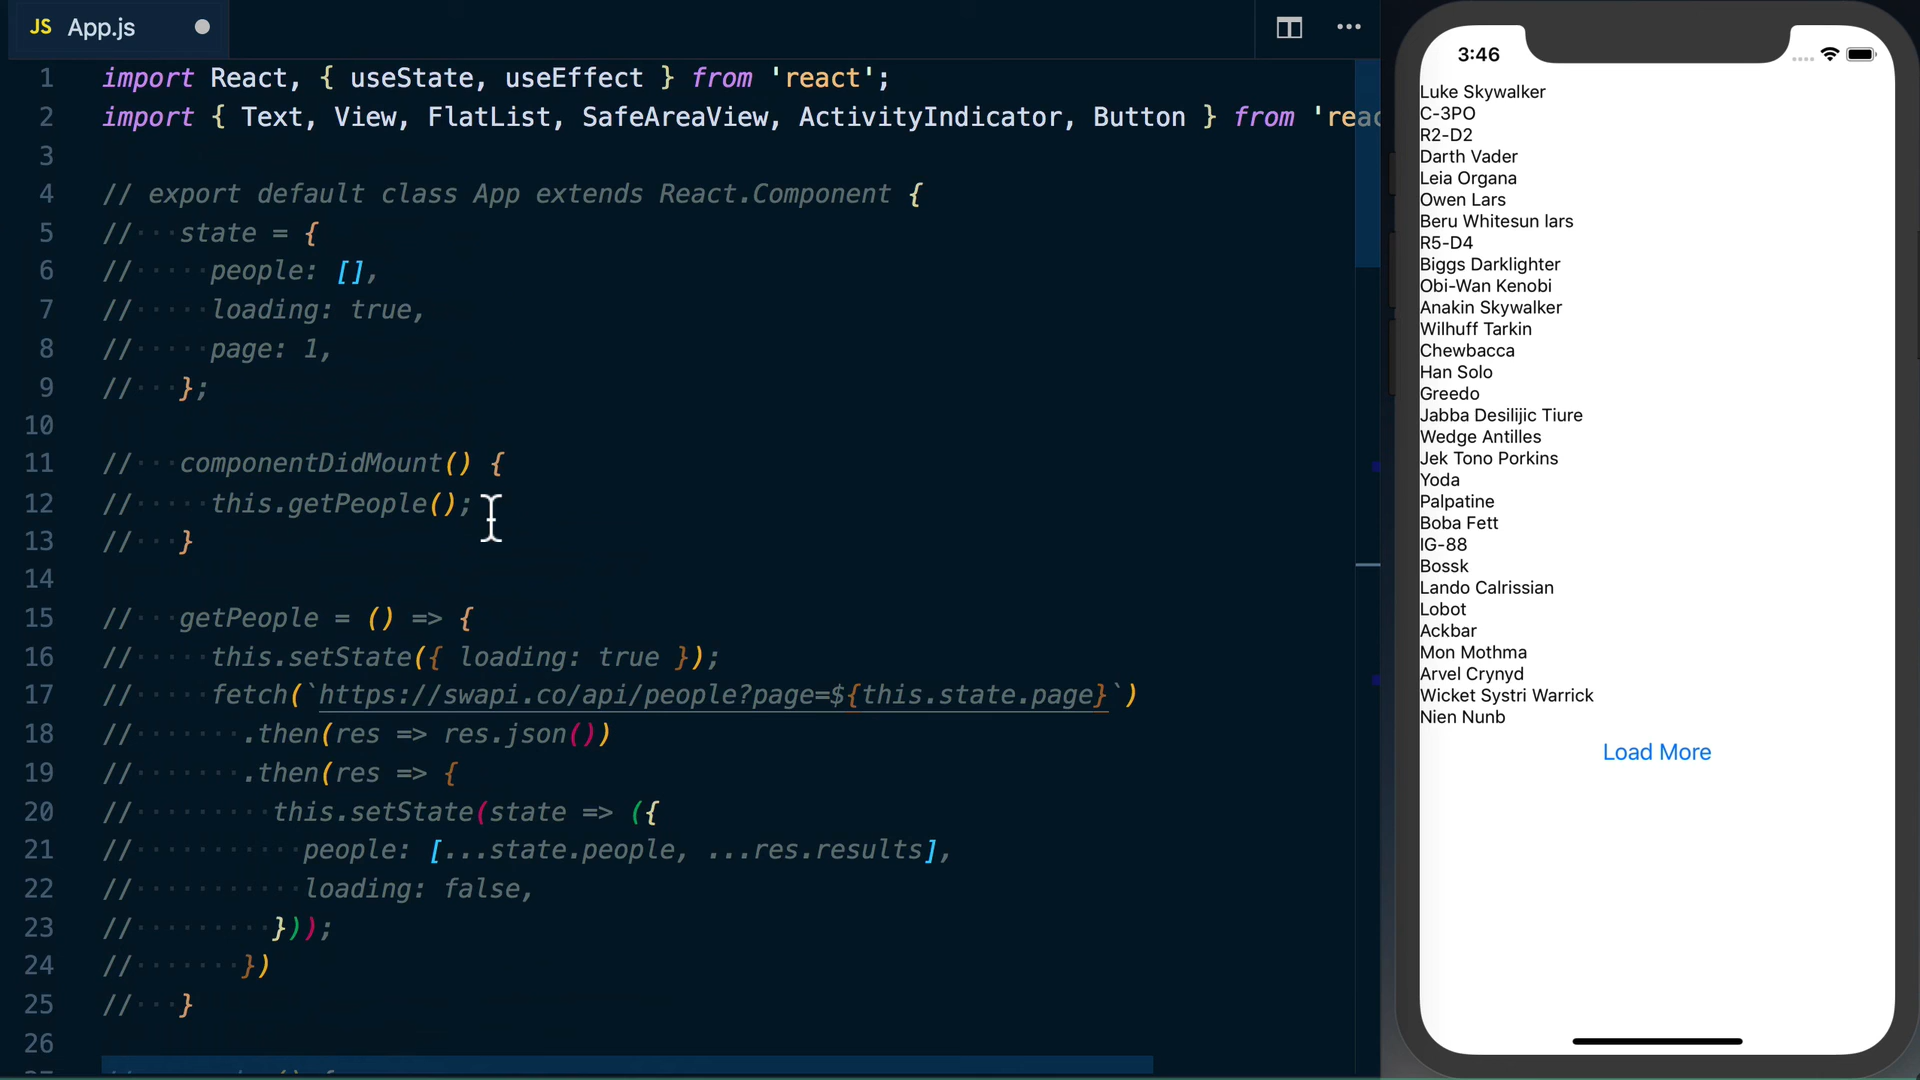 JS App.js
1 import React, { useState, useEffect } from 'react';
2 import { Text, View, FlatList, SafeAreaView, ActivityIndicator, Button } from 'reac
3
4 // export default class App extends React.Component {
5 // state = {
6 // people: [],
7 // loading: true,
8 // page: 1,
9 // };
10
11 // componentDidMount() {
12 // this.getPeople();
13 // }
14
15 // getPeople = () => {
16 // this.setState({ loading: true });
17 // fetch(`https://swapi.co/api/people?page=${this.state.page}`)
18 // .then(res => res.json())
19 // .then(res => {
20 // this.setState(state => ({
21 // people: [...state.people, ...res.results],
22 // loading: false,
23 // }));
24 // })
25 // }
26
3:46
Luke Skywalker
C-3PO
R2-D2
Darth Vader
Leia Organa
Owen Lars
Beru Whitesun lars
R5-D4
Biggs Darklighter
Obi-Wan Kenobi
Anakin Skywalker
Wilhuff Tarkin
Chewbacca
Han Solo
Greedo
Jabba Desilijic Tiure
Wedge Antilles
Jek Tono Porkins
Yoda
Palpatine
Boba Fett
IG-88
Bossk
Lando Calrissian
Lobot
Ackbar
Mon Mothma
Arvel Crynyd
Wicket Systri Warrick
Nien Nunb
Load More